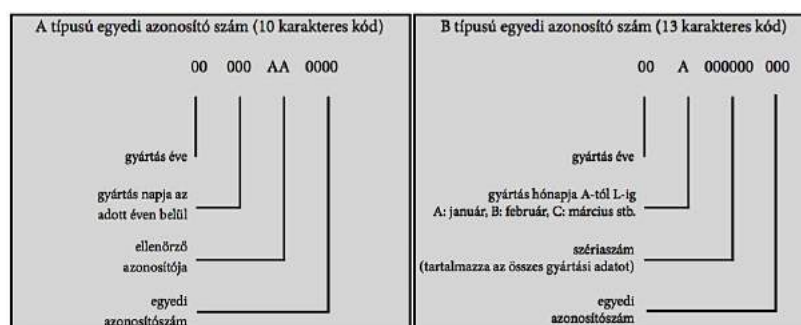 A típusú egyedi azonosító szám (10 karakteres kód)
00 000 AA 0000
gyártás éve
gyártás napja az
adott éven belül
ellenőrző
azonosítója
egyedi
azonosítószám
B típusú egyedi azonosító szám (13 karakteres kód)
00 A 000000 000
gyártás éve
gyártás hónapja A-tól L-ig
A: január, B: február, C: március stb.
szériaszám
(tartalmazza az összes gyártási adatot)
egyedi
azonosítószám